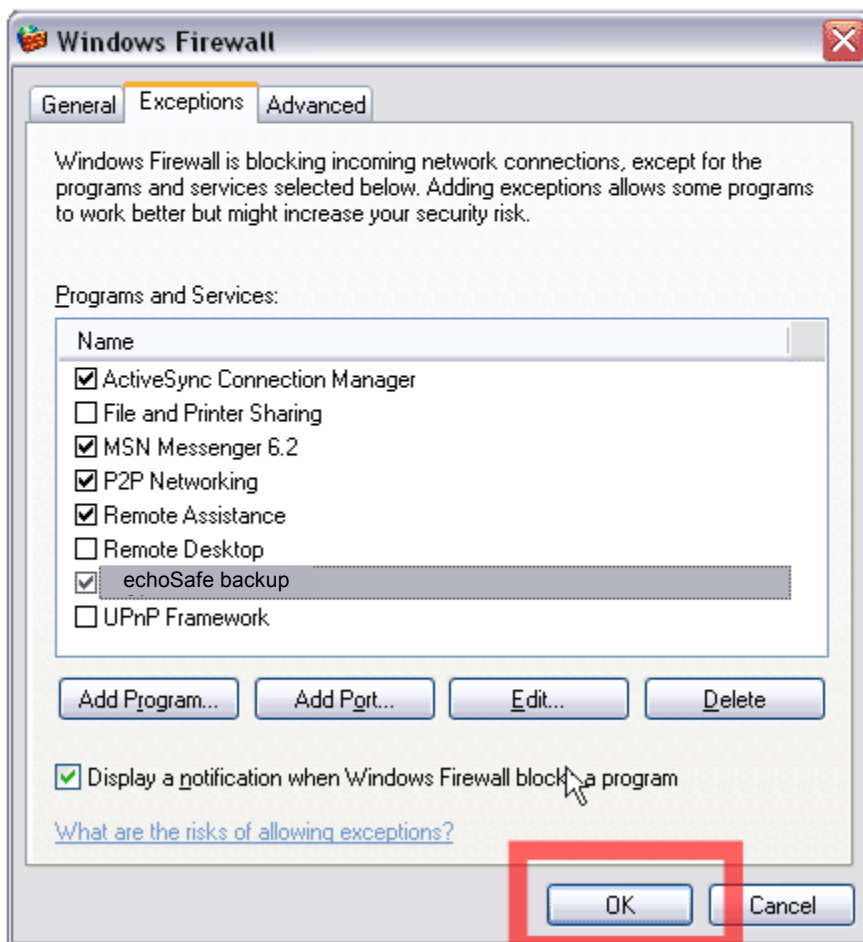 Windows Firewall
General Exceptions Advanced
Windows Firewall is blocking incoming network connections, except for the
programs and services selected below. Adding exceptions allows some programs
to work better but might increase your security risk.
Programs and Services:
Name
ActiveSync Connection Manager
File and Printer Sharing
MSN Messenger 6.2
P2P Networking
Remote Assistance
Remote Desktop
echoSafe backup
UPnP Framework
Add Program... Add Port... Edit... Delete
Display a notification when Windows Firewall blocks a program
What are the risks of allowing exceptions?
OK Cancel